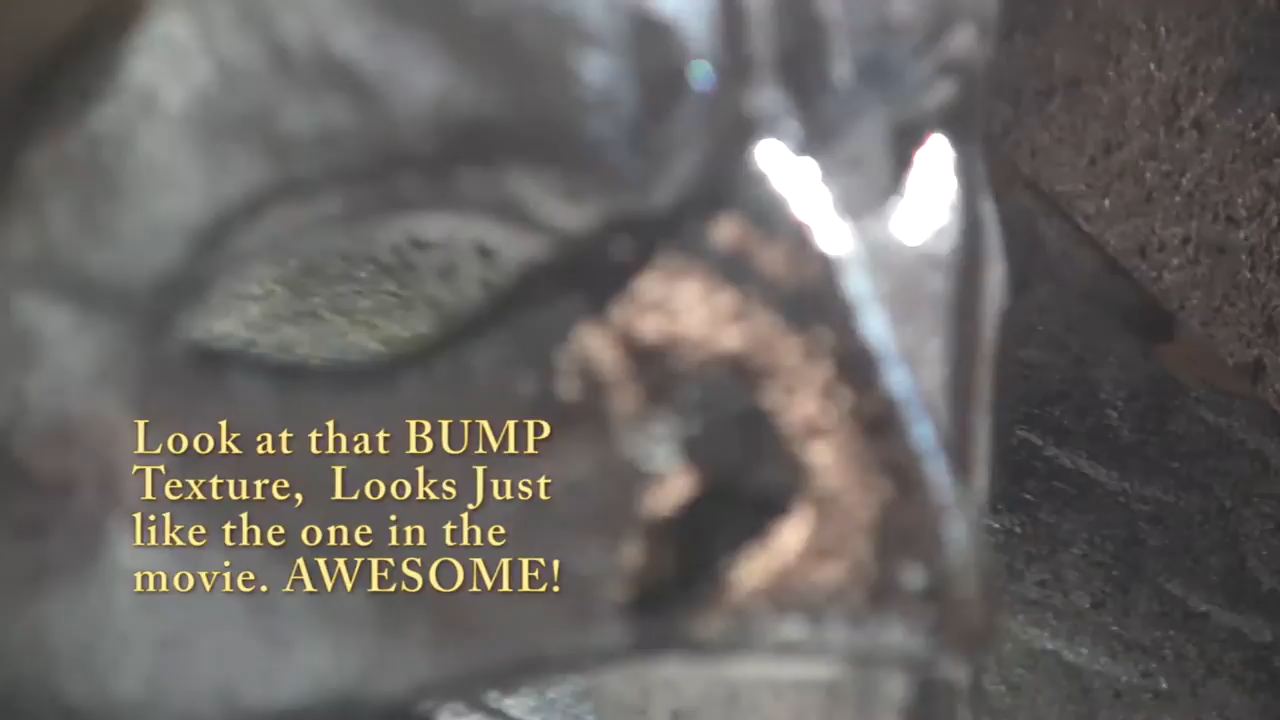 Look at that BUMP
Texture,  Looks Just
like the one in the
movie. AWESOME!